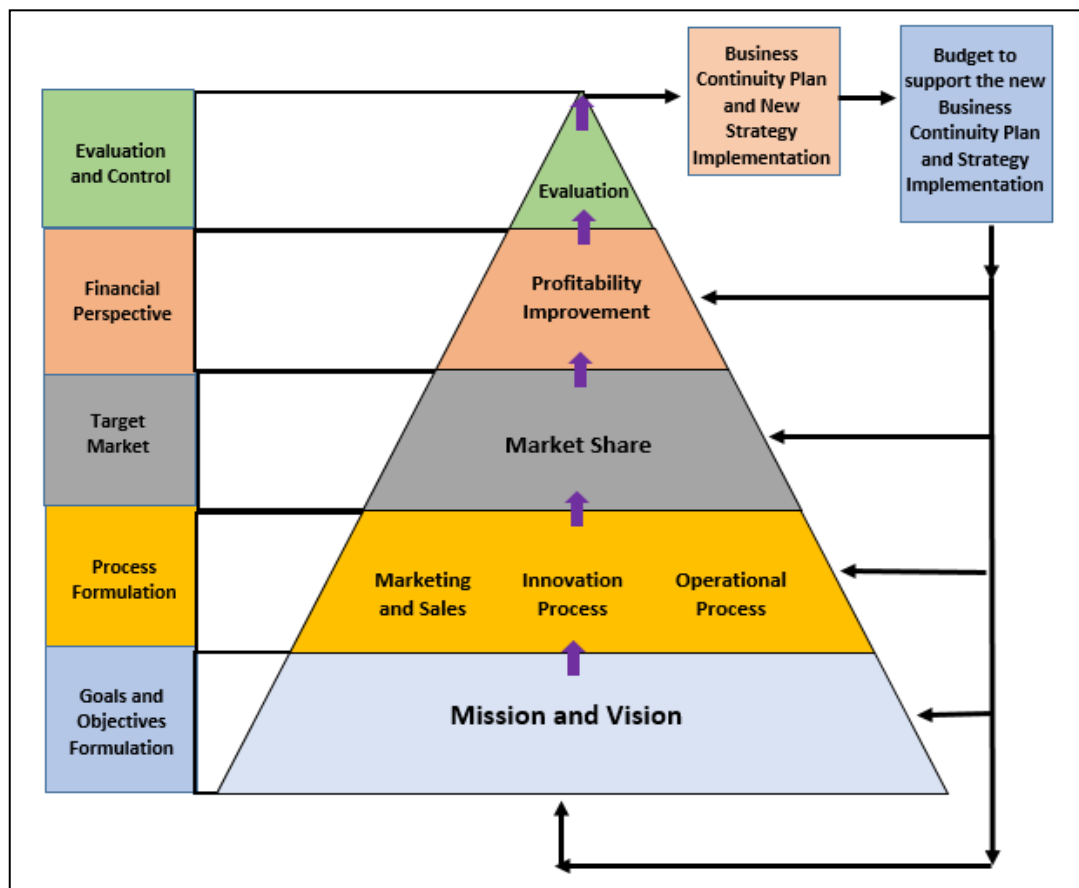 Business
Continuity Plan
and New
Strategy
Implementation
Budget to
support the new
Business
Continuity Plan
and Strategy
Implementation
Evaluation
and Control
Evaluation
Financial
Perspective
Profitability
Improvement
Target
Market
Market Share
Process
Formulation
Marketing
and Sales
Innovation
Process
Operational
Process
Goals and
Objectives
Formulation
Mission and Vision